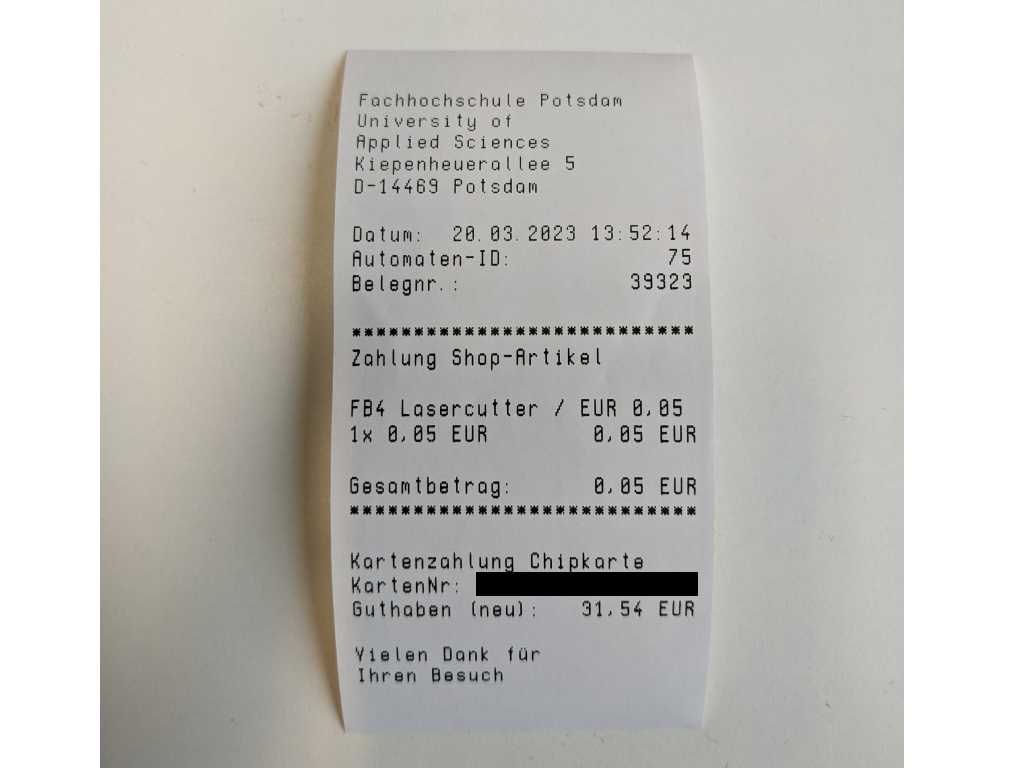 Fachhochschule Potsdam
University of
Applied Sciences
Kiepenheuerallee 5
D-14469 Potsdam
Datum: 20.03.2023 13:52:14
Automaten-ID: 75
Belegnr.: 39323
****************************
Zahlung Shop-Artikel
FB4 Lasercutter / EUR 0,05
1x 0,05 EUR 0,05 EUR
Gesamtbetrag: 0,05 EUR
****************************
Kartenzahlung Chipkarte
KartenNr:
Guthaben (neu): 31,54 EUR
Vielen Dank für
Ihren Besuch